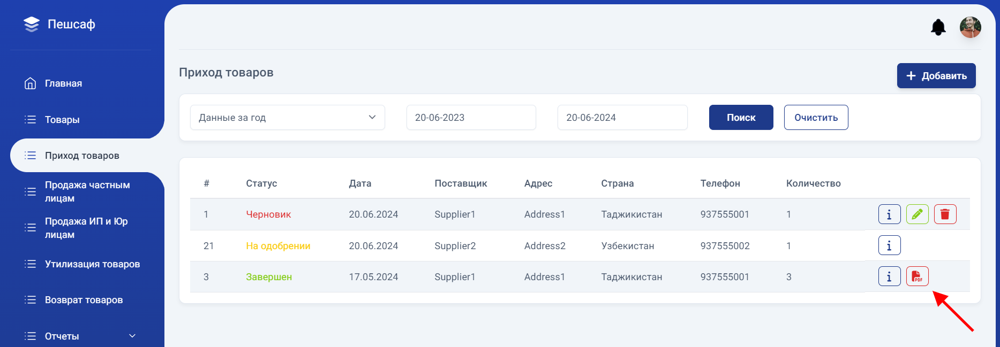 Пешсаф
Главная
Товары
Приход товаров
Продажа частным
лицам
Продажа ИП и Юр
лицам
Утилизация товаров
Возврат товаров
Отчеты
Приход товаров
Добавить
Данные за год
20-06-2023
20-06-2024
Поиск
Очистить
# Статус Дата Поставщик Адрес Страна Телефон Количество
1 Черновик 20.06.2024 Supplier1 Address1 Таджикистан 937555001 1
21 На одобрении 20.06.2024 Supplier2 Address2 Узбекистан 937555002 1
3 Завершен 17.05.2024 Supplier1 Address1 Таджикистан 937555001 3
PDF